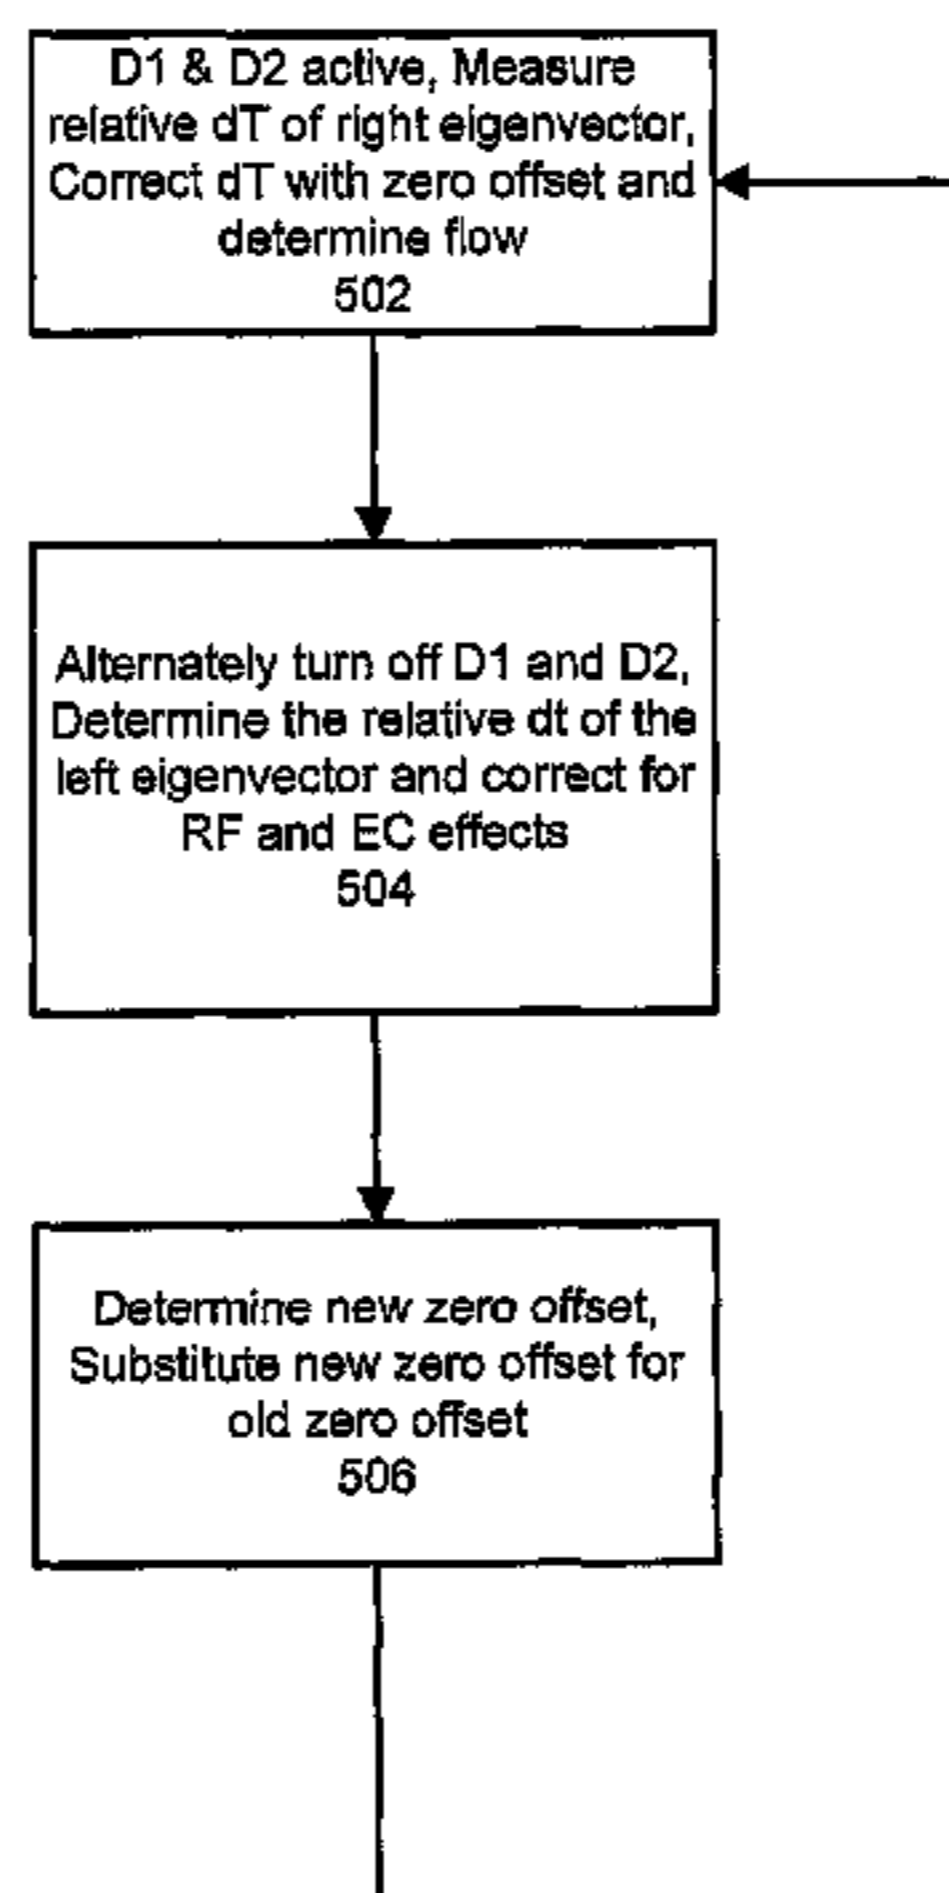 D1 & D2 active, Measure
relative dT of right eigenvector,
Correct dT with zero offset and
determine flow
502
Alternately turn off D1 and D2,
Determine the relative dt of the
left eigenvector and correct for
RF and EC effects
504
Determine new zero offset,
Substitute new zero offset for
old zero offset
506